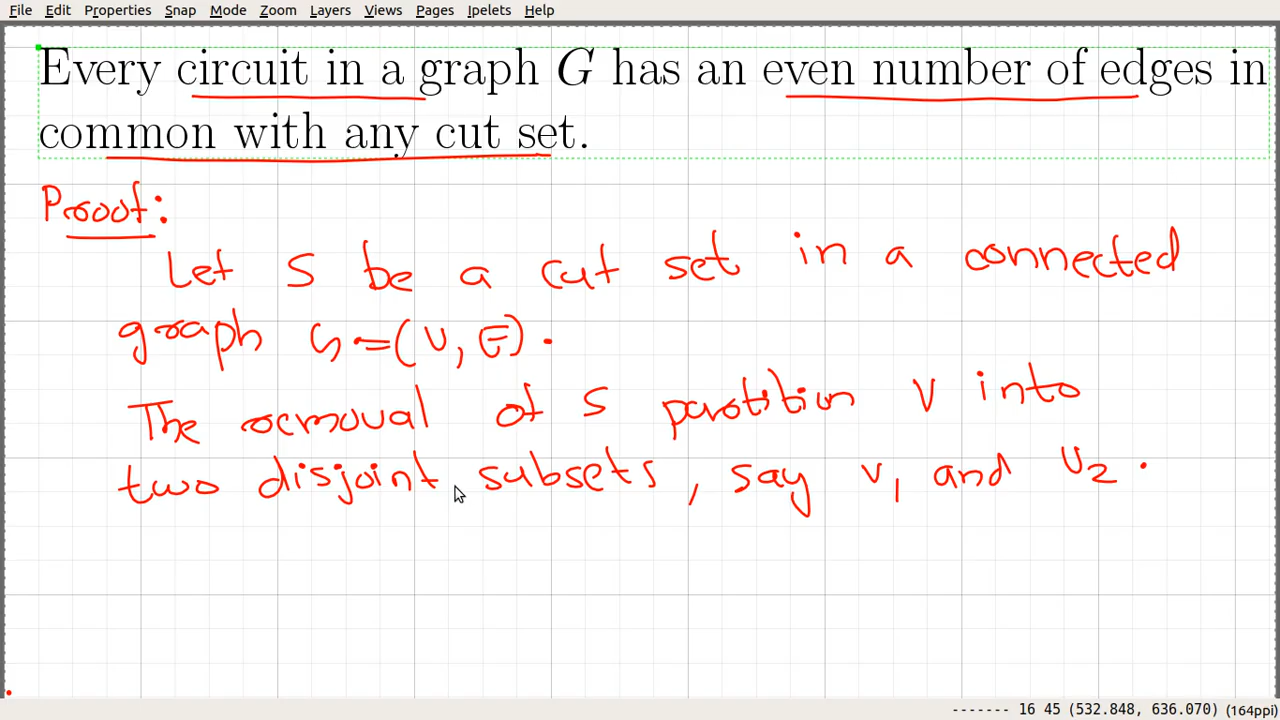 File Edit Properties Snap Mode Zoom Layers Views Pages Ipelets Help
Every circuit in a graph G has an even number of edges in
common with any cut set.
Proof:
Let S be a cut set in a connected
graph G=(V, E).
The removal of S partition V into
two disjoint subsets, say V1 and V2.
------- 16 45 (532.848, 636.070) (164ppi)